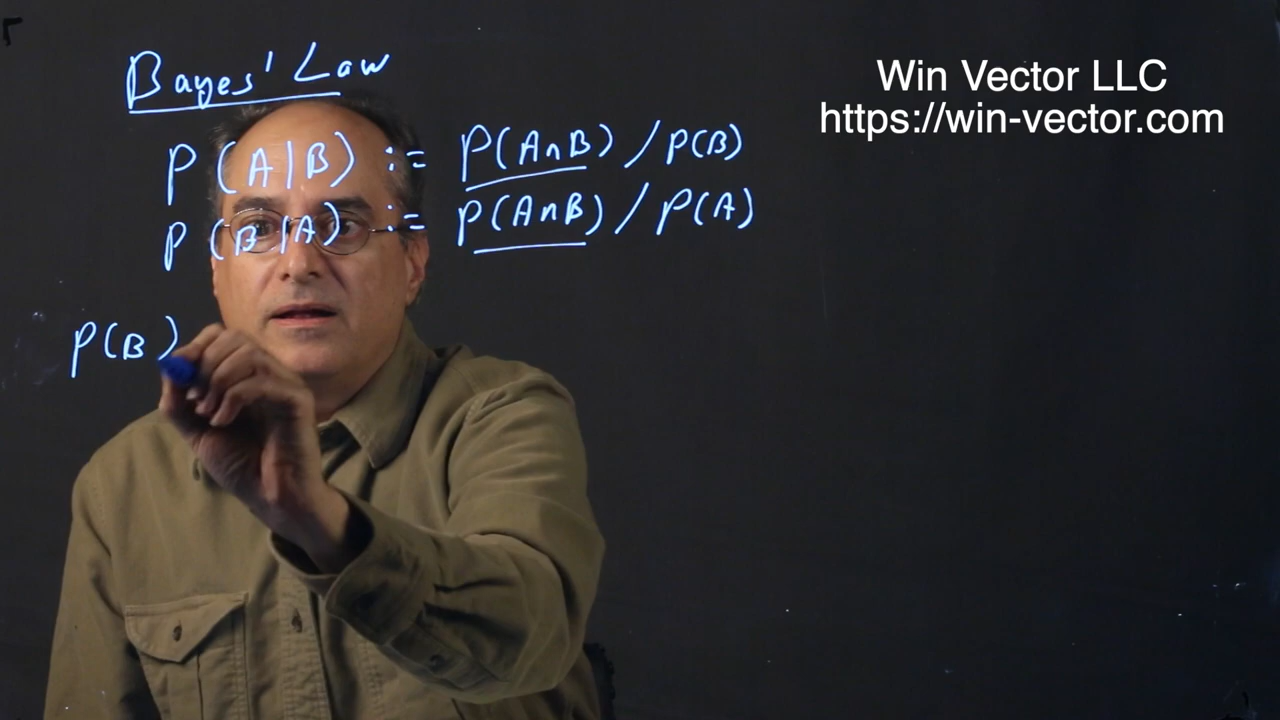 Bayes' Law
Win Vector LLC
https://win-vector.com
P(A|B) := P(A∩B) / P(B)
P(B|A) := P(A∩B) / P(A)
P(B)